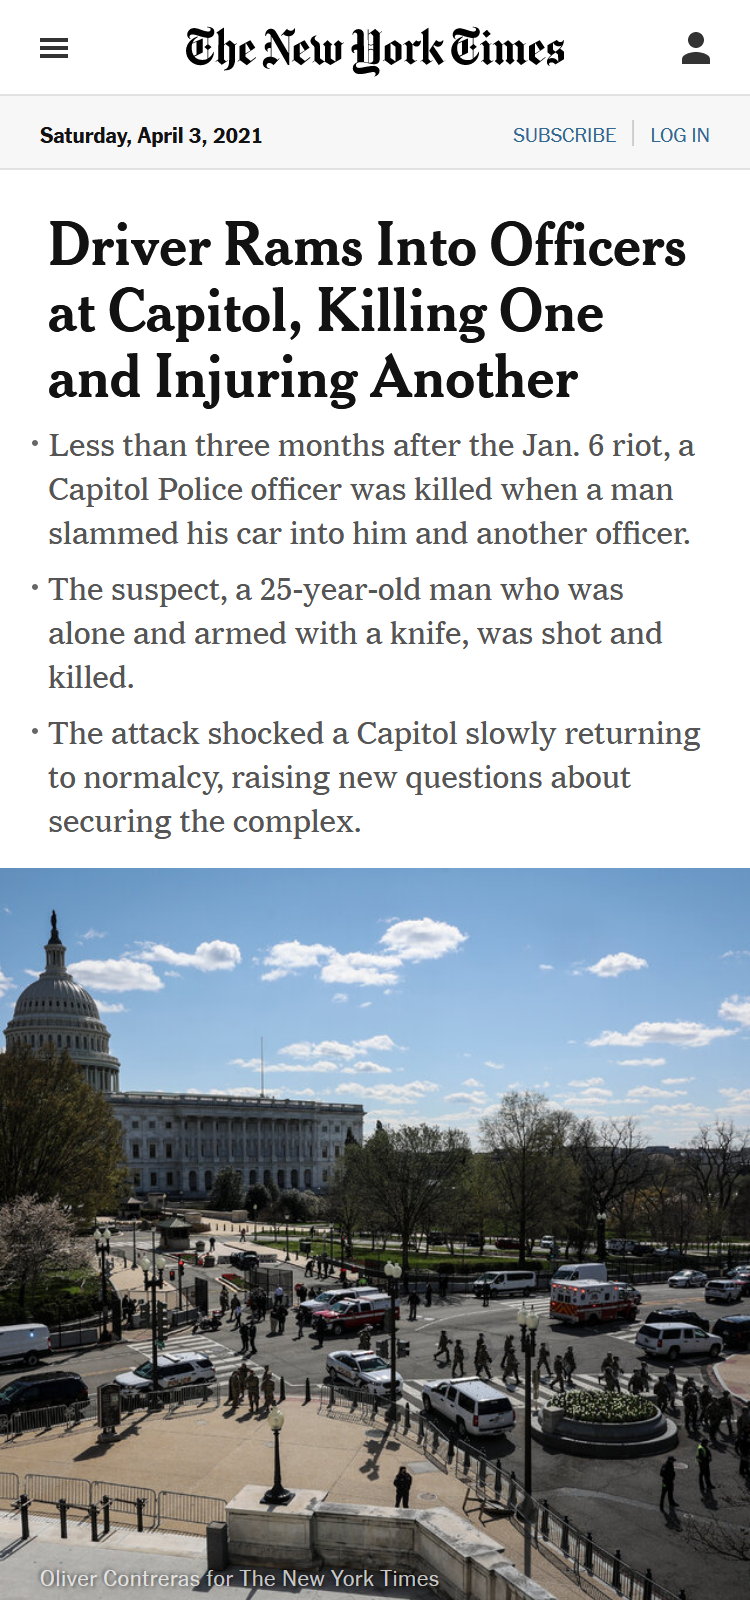 The New York Times
Saturday, April 3, 2021
SUBSCRIBE
LOG IN
Driver Rams Into Officers
at Capitol, Killing One
and Injuring Another
• Less than three months after the Jan. 6 riot, a
Capitol Police officer was killed when a man
slammed his car into him and another officer.
• The suspect, a 25-year-old man who was
alone and armed with a knife, was shot and
killed.
• The attack shocked a Capitol slowly returning
to normalcy, raising new questions about
securing the complex.
Oliver Contreras for The New York Times